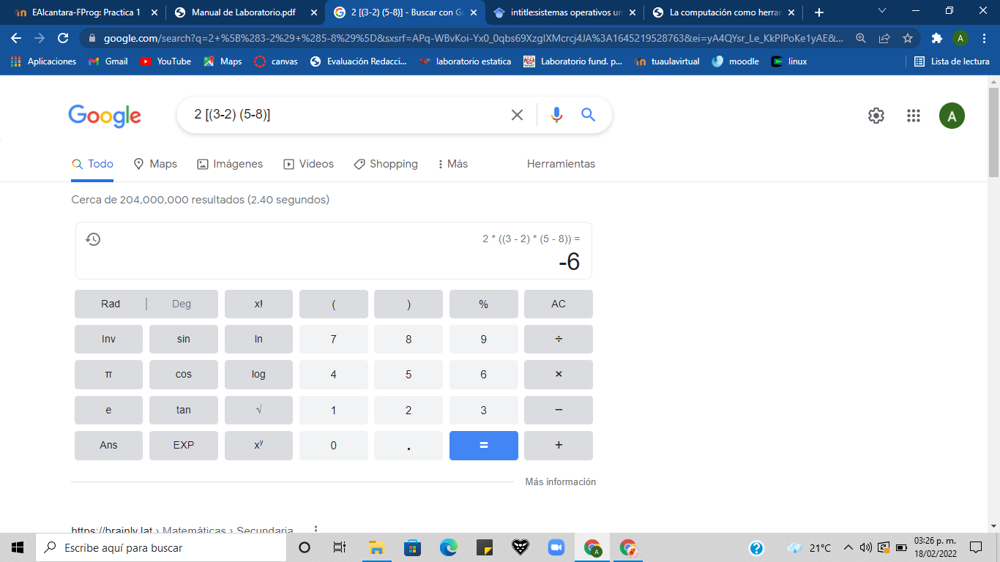 EAlcantara-FProg: Practica 1
Manual de Laboratorio.pdf
2 [(3-2) (5-8)] - Buscar con Go
intitle:sistemas operativos un
La computación como herrar
google.com/search?q=2+%5B%283-2%29+%285-8%29%5D&sxsrf=APq-WBvKoi-Yx0_0qbs69XzgIXMcrcj4JA%3A1645219528763&ei=yA4QYsr_Le_KkPIPoKe1yAE&...
A
Aplicaciones
Gmail
YouTube
Maps
canvas
Evaluación Redacci...
laboratorio estatica
Laboratorio fund. p...
tuaulavirtual
moodle
linux
Lista de lectura
Google
2 [(3-2) (5-8)]
A
Todo
Maps
Imágenes
Vídeos
Shopping
Más
Herramientas
Cerca de 204,000,000 resultados (2.40 segundos)
2 * ((3 - 2) * (5 - 8)) =
-6
Rad | Deg x! ( ) % AC
Inv sin ln 7 8 9 ÷
π cos log 4 5 6 ×
e tan √ 1 2 3 −
Ans EXP xʸ 0 . = +
Más información
https://brainly.lat › Matemáticas › Secundaria
Escribe aquí para buscar
A
21°C
03:26 p. m.
18/02/2022